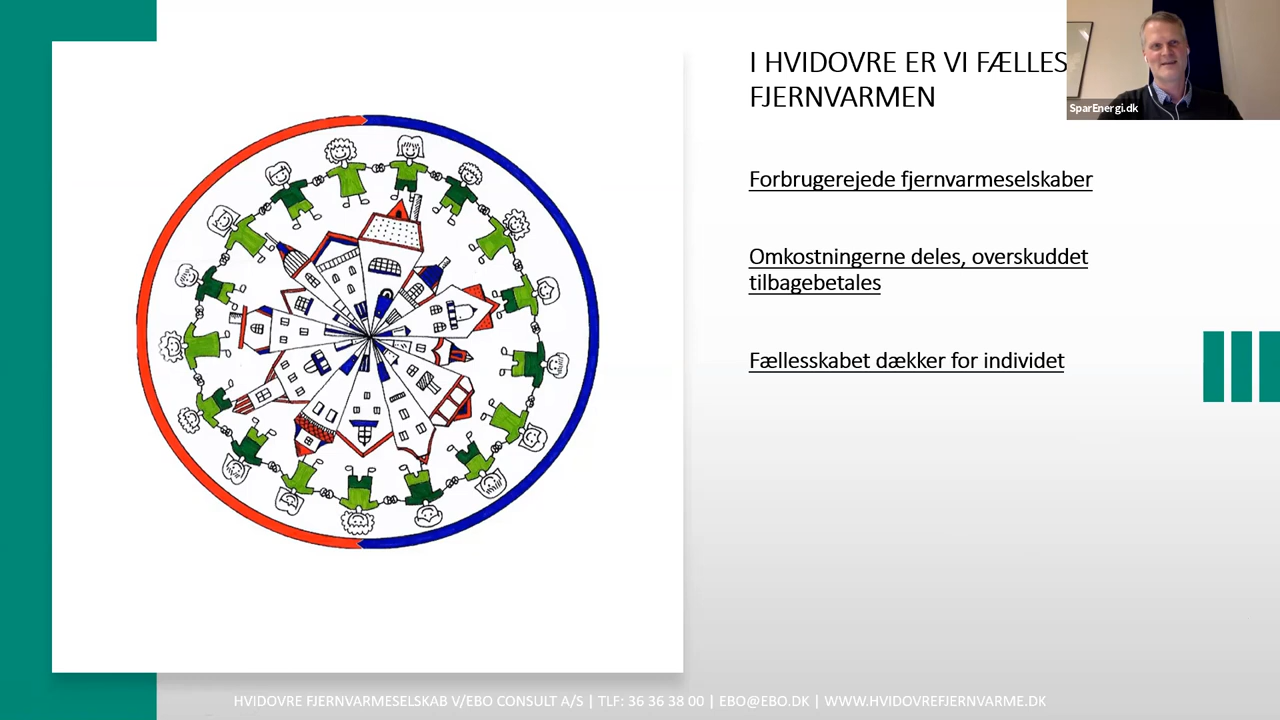 I HVIDOVRE ER VI FÆLLES
FJERNVARMEN
SparEnergi.dk
Forbrugerejede fjernvarmeselskaber
Omkostningerne deles, overskuddet
tilbagebetales
Fællesskabet dækker for individet
HVIDOVRE FJERNVARMESELSKAB V/EBO CONSULT A/S | TLF: 36 36 38 00 | EBO@EBO.DK | WWW.HVIDOVREFJERNVARME.DK